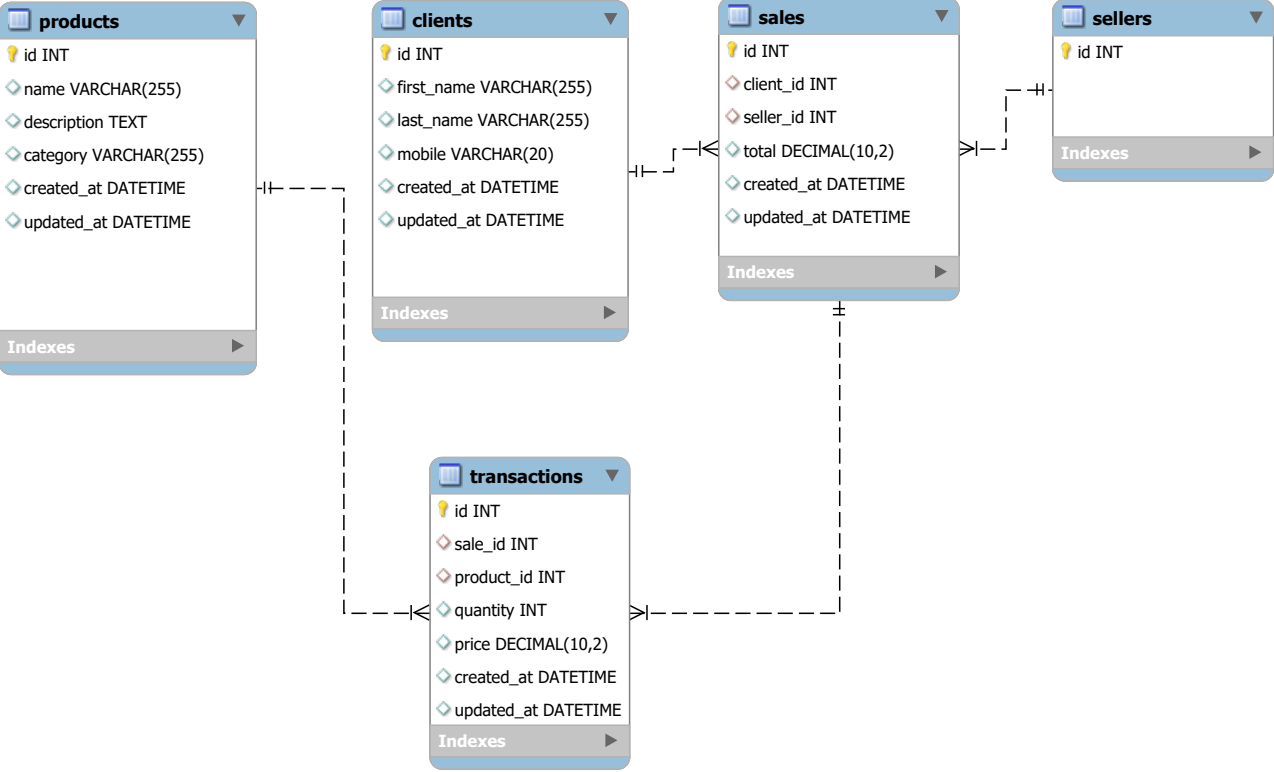 products
id INT
name VARCHAR(255)
description TEXT
category VARCHAR(255)
created_at DATETIME
updated_at DATETIME
Indexes
clients
id INT
first_name VARCHAR(255)
last_name VARCHAR(255)
mobile VARCHAR(20)
created_at DATETIME
updated_at DATETIME
Indexes
sales
id INT
client_id INT
seller_id INT
total DECIMAL(10,2)
created_at DATETIME
updated_at DATETIME
Indexes
sellers
id INT
Indexes
transactions
id INT
sale_id INT
product_id INT
quantity INT
price DECIMAL(10,2)
created_at DATETIME
updated_at DATETIME
Indexes